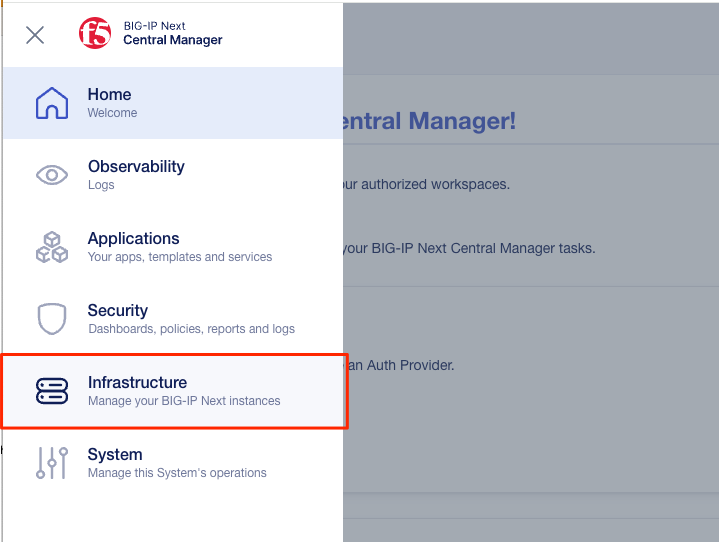 f5
BIG-IP Next
Central Manager
Home
Welcome
Observability
Logs
Applications
Your apps, templates and services
Security
Dashboards, policies, reports and logs
Infrastructure
Manage your BIG-IP Next instances
System
Manage this System's operations
entral Manager!
ur authorized workspaces.
your BIG-IP Next Central Manager tasks.
an Auth Provider.